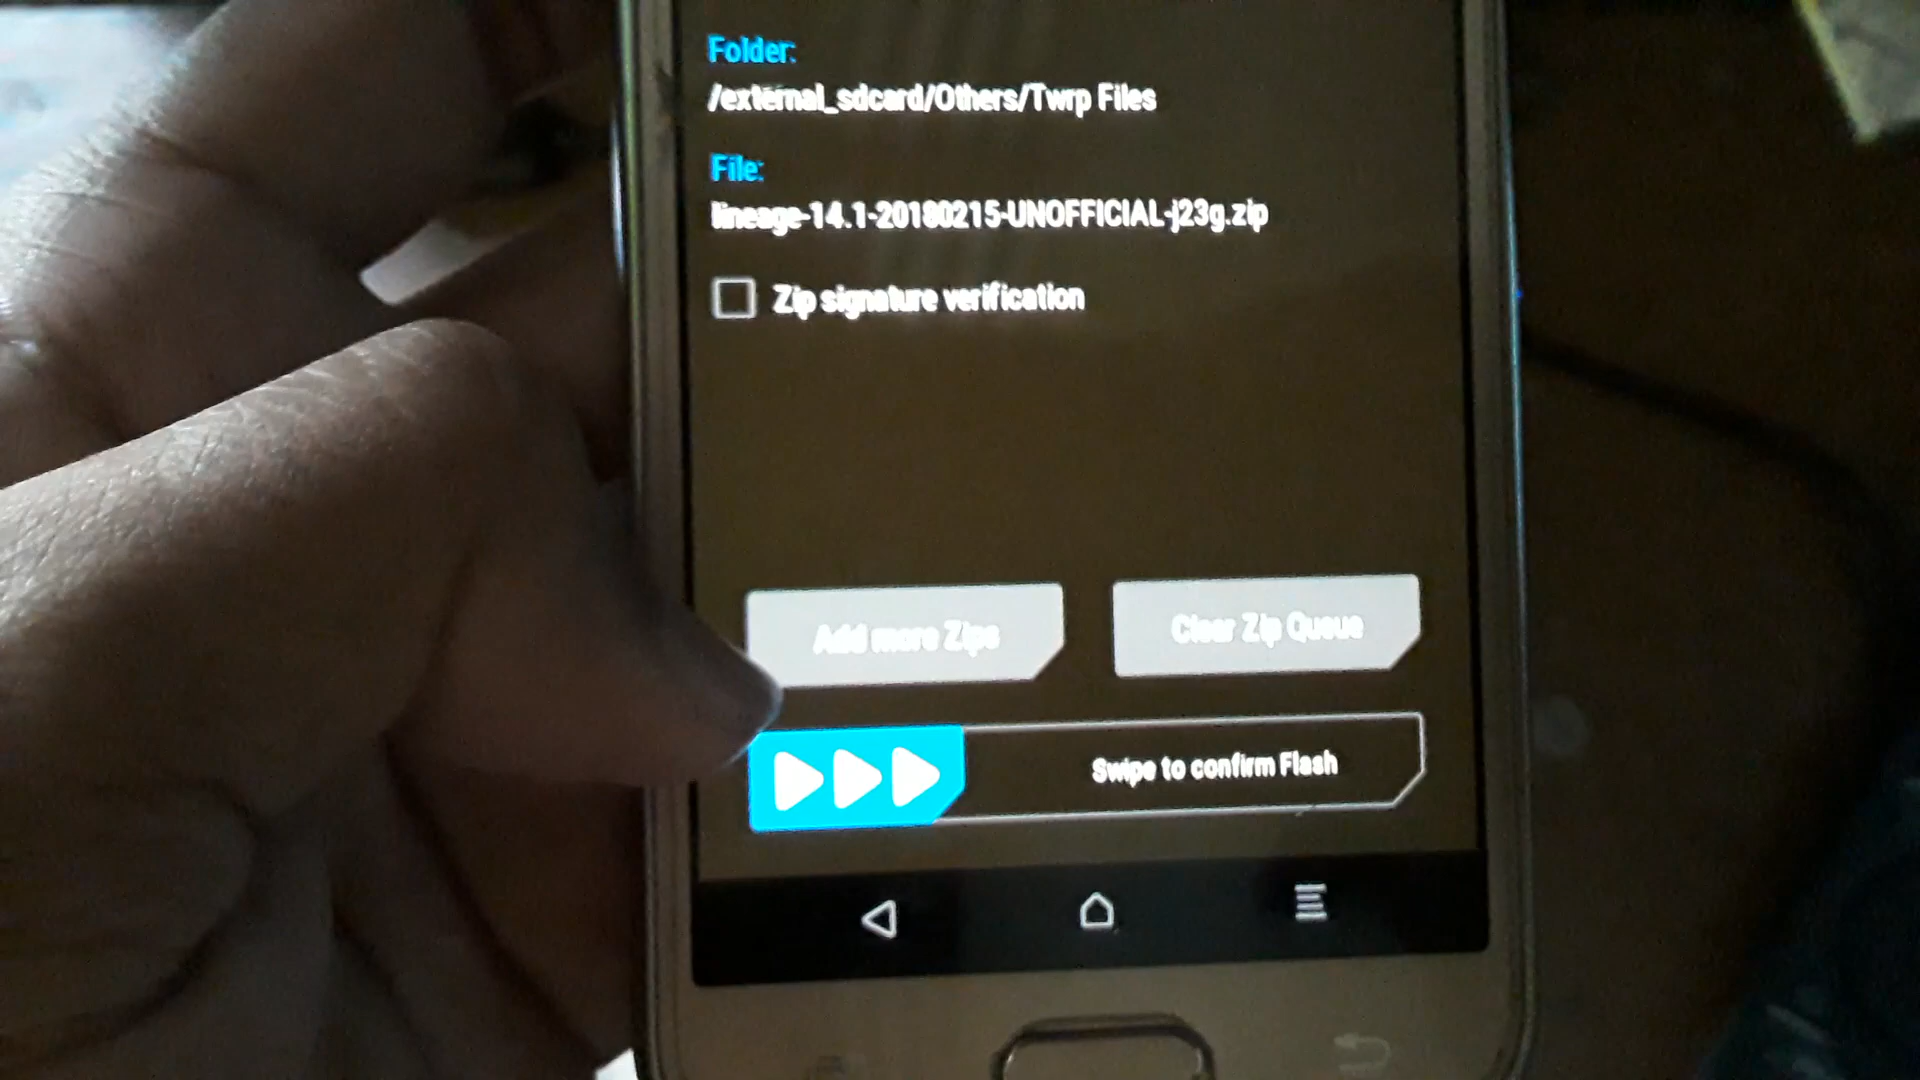 Folder:
/external_sdcard/Others/Twrp Files
File:
lineage-14.1-20180215-UNOFFICIAL-j23g.zip
Zip signature verification
Add more Zips
Clear Zip Queue
Swipe to confirm Flash